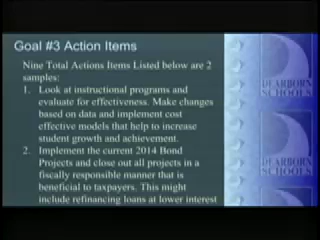 Goal #3 Action Items
Nine Total Actions Items Listed below are 2
samples:
1. Look at instructional programs and
evaluate for effectiveness. Make changes
based on data and implement cost
effective models that help to increase
student growth and achievement.
2. Implement the current 2014 Bond
Projects and close out all projects in a
fiscally responsible manner that is
beneficial to taxpayers. This might
include refinancing loans at lower interest
DEARBORN
SCHOOLS
DEARBORN
SCHOOLS